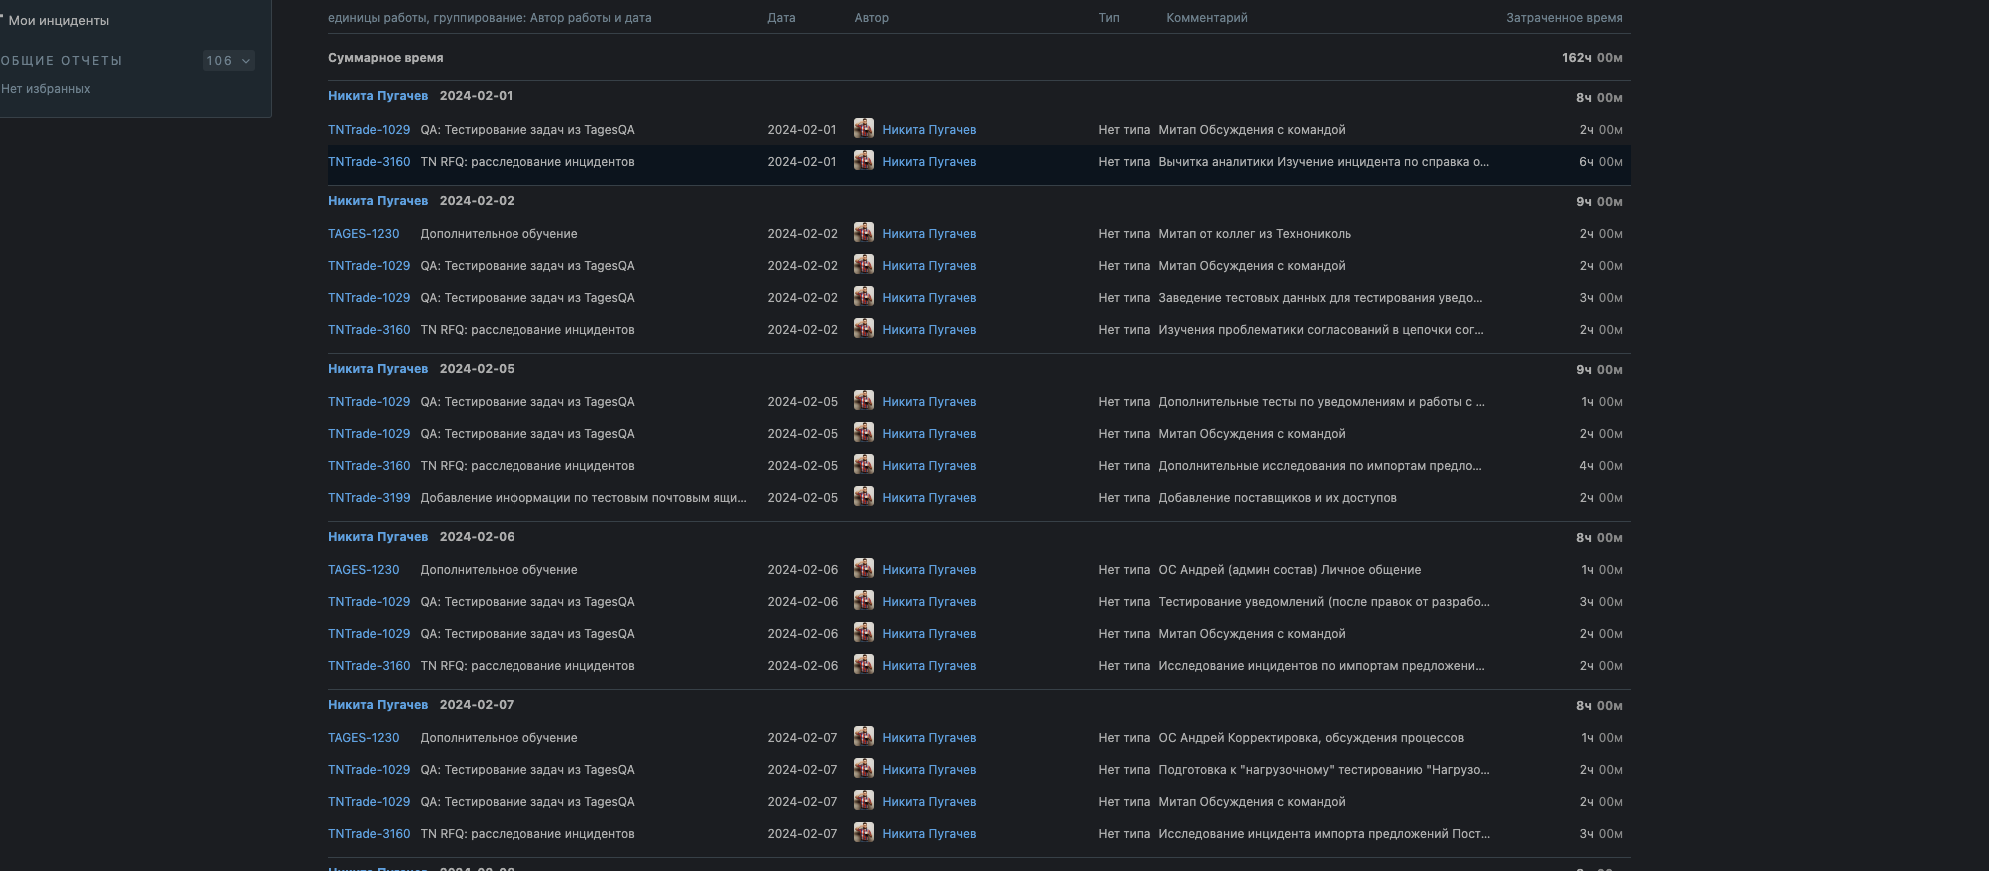 Мои инциденты
ОБЩИЕ ОТЧЕТЫ 106
Нет избранных
единицы работы, группирование: Автор работы и дата Дата Автор Тип Комментарий Затраченное время
Суммарное время 162ч 00м
Никита Пугачев 2024-02-01 8ч 00м
TNTrade-1029 QA: Тестирование задач из TagesQA 2024-02-01 Никита Пугачев Нет типа Митап Обсуждения с командой 2ч 00м
TNTrade-3160 TN RFQ: расследование инцидентов 2024-02-01 Никита Пугачев Нет типа Вычитка аналитики Изучение инцидента по справка о... 6ч 00м
Никита Пугачев 2024-02-02 9ч 00м
TAGES-1230 Дополнительное обучение 2024-02-02 Никита Пугачев Нет типа Митап от коллег из Технониколь 2ч 00м
TNTrade-1029 QA: Тестирование задач из TagesQA 2024-02-02 Никита Пугачев Нет типа Митап Обсуждения с командой 2ч 00м
TNTrade-1029 QA: Тестирование задач из TagesQA 2024-02-02 Никита Пугачев Нет типа Заведение тестовых данных для тестирования уведо... 3ч 00м
TNTrade-3160 TN RFQ: расследование инцидентов 2024-02-02 Никита Пугачев Нет типа Изучения проблематики согласований в цепочки сог... 2ч 00м
Никита Пугачев 2024-02-05 9ч 00м
TNTrade-1029 QA: Тестирование задач из TagesQA 2024-02-05 Никита Пугачев Нет типа Дополнительные тесты по уведомлениям и работы с ... 1ч 00м
TNTrade-1029 QA: Тестирование задач из TagesQA 2024-02-05 Никита Пугачев Нет типа Митап Обсуждения с командой 2ч 00м
TNTrade-3160 TN RFQ: расследование инцидентов 2024-02-05 Никита Пугачев Нет типа Дополнительные исследования по импортам предло... 4ч 00м
TNTrade-3199 Добавление информации по тестовым почтовым ящи... 2024-02-05 Никита Пугачев Нет типа Добавление поставщиков и их доступов 2ч 00м
Никита Пугачев 2024-02-06 8ч 00м
TAGES-1230 Дополнительное обучение 2024-02-06 Никита Пугачев Нет типа ОС Андрей (админ состав) Личное общение 1ч 00м
TNTrade-1029 QA: Тестирование задач из TagesQA 2024-02-06 Никита Пугачев Нет типа Тестирование уведомлений (после правок от разрабо... 3ч 00м
TNTrade-1029 QA: Тестирование задач из TagesQA 2024-02-06 Никита Пугачев Нет типа Митап Обсуждения с командой 2ч 00м
TNTrade-3160 TN RFQ: расследование инцидентов 2024-02-06 Никита Пугачев Нет типа Исследование инцидентов по импортам предложени... 2ч 00м
Никита Пугачев 2024-02-07 8ч 00м
TAGES-1230 Дополнительное обучение 2024-02-07 Никита Пугачев Нет типа ОС Андрей Корректировка, обсуждения процессов 1ч 00м
TNTrade-1029 QA: Тестирование задач из TagesQA 2024-02-07 Никита Пугачев Нет типа Подготовка к "нагрузочному" тестированию "Нагрузо... 2ч 00м
TNTrade-1029 QA: Тестирование задач из TagesQA 2024-02-07 Никита Пугачев Нет типа Митап Обсуждения с командой 2ч 00м
TNTrade-3160 TN RFQ: расследование инцидентов 2024-02-07 Никита Пугачев Нет типа Исследование инцидента импорта предложений Пост... 3ч 00м